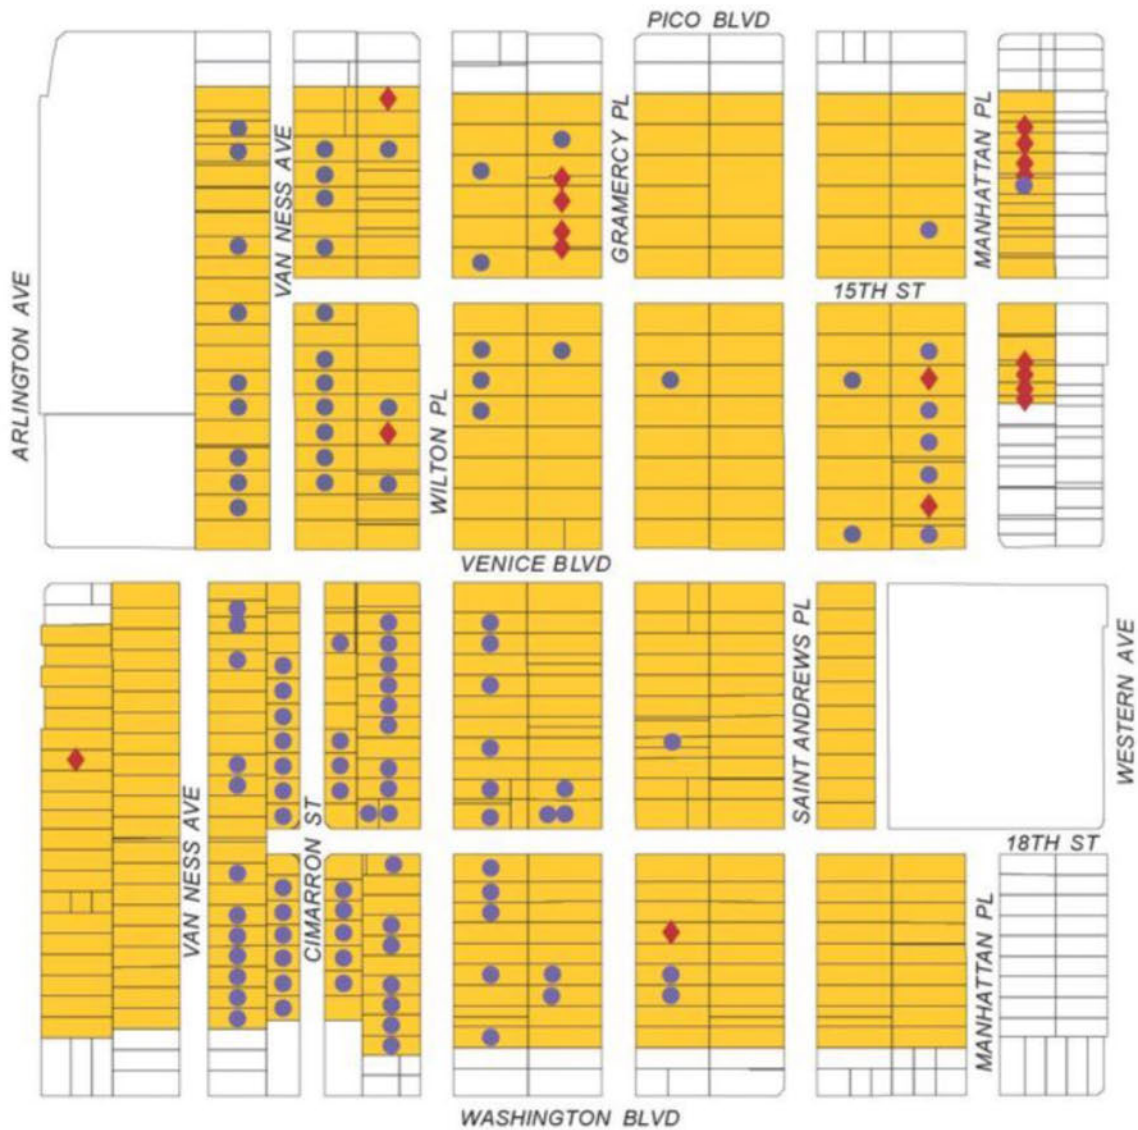 PICO BLVD
GRAMERCY PL
MANHATTAN PL
VAN NESS AVE
ARLINGTON AVE
15TH ST
WILTON PL
VENICE BLVD
SAINT ANDREWS PL
WESTERN AVE
VAN NESS AVE
CIMARRON ST
18TH ST
MANHATTAN PL
WASHINGTON BLVD